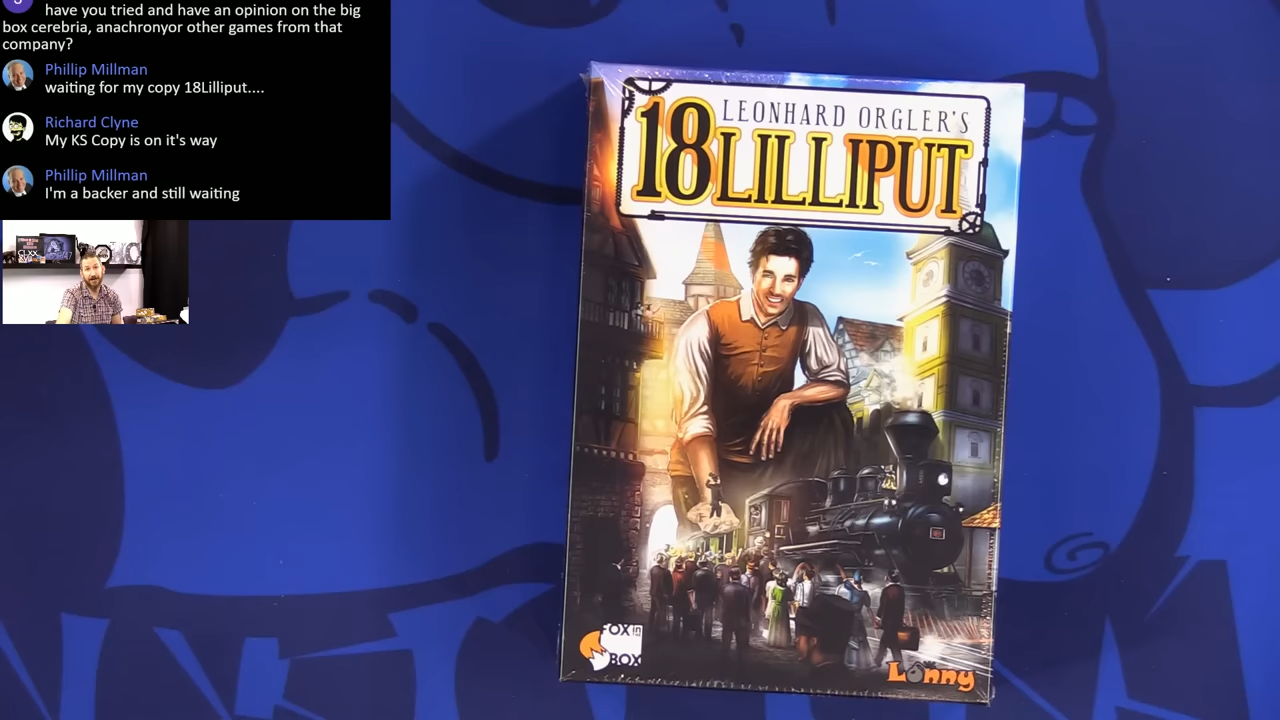 have you tried and have an opinion on the big
box cerebria, anachronyor other games from that
company?
Phillip Millman
waiting for my copy 18Lilliput....
Richard Clyne
My KS Copy is on it's way
Phillip Millman
I'm a backer and still waiting
LEONHARD ORGLER'S
18LILLIPUT
FOX in
BOX
Lonny